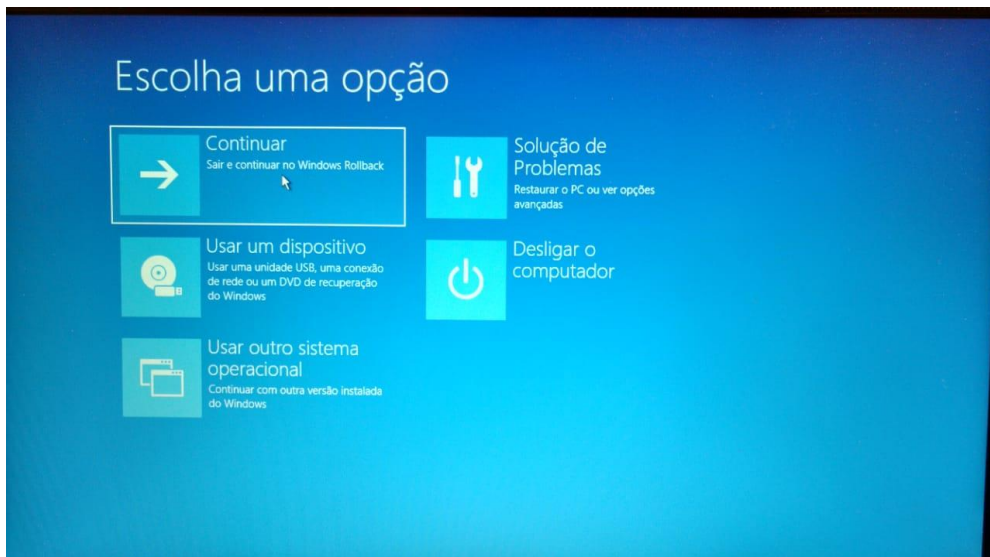 Escolha uma opção
Continuar
Sair e continuar no Windows Rollback
Usar um dispositivo
Usar uma unidade USB, uma conexão
de rede ou um DVD de recuperação
do Windows
Usar outro sistema
operacional
Continuar com outra versão instalada
do Windows
Solução de
Problemas
Restaurar o PC ou ver opções
avançadas
Desligar o
computador